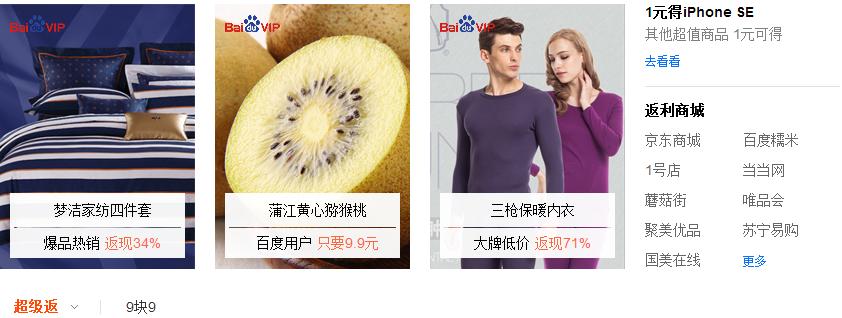 Bai du VIP
梦洁家纺四件套
爆品热销 返现34%
Bai du VIP
蒲江黄心猕猴桃
百度用户 只要9.9元
Bai du VIP
三枪保暖内衣
大牌低价 返现71%
1元得iPhone SE
其他超值商品 1元可得
去看看
返利商城
京东商城 百度糯米
1号店 当当网
蘑菇街 唯品会
聚美优品 苏宁易购
国美在线 更多
超级返 9块9